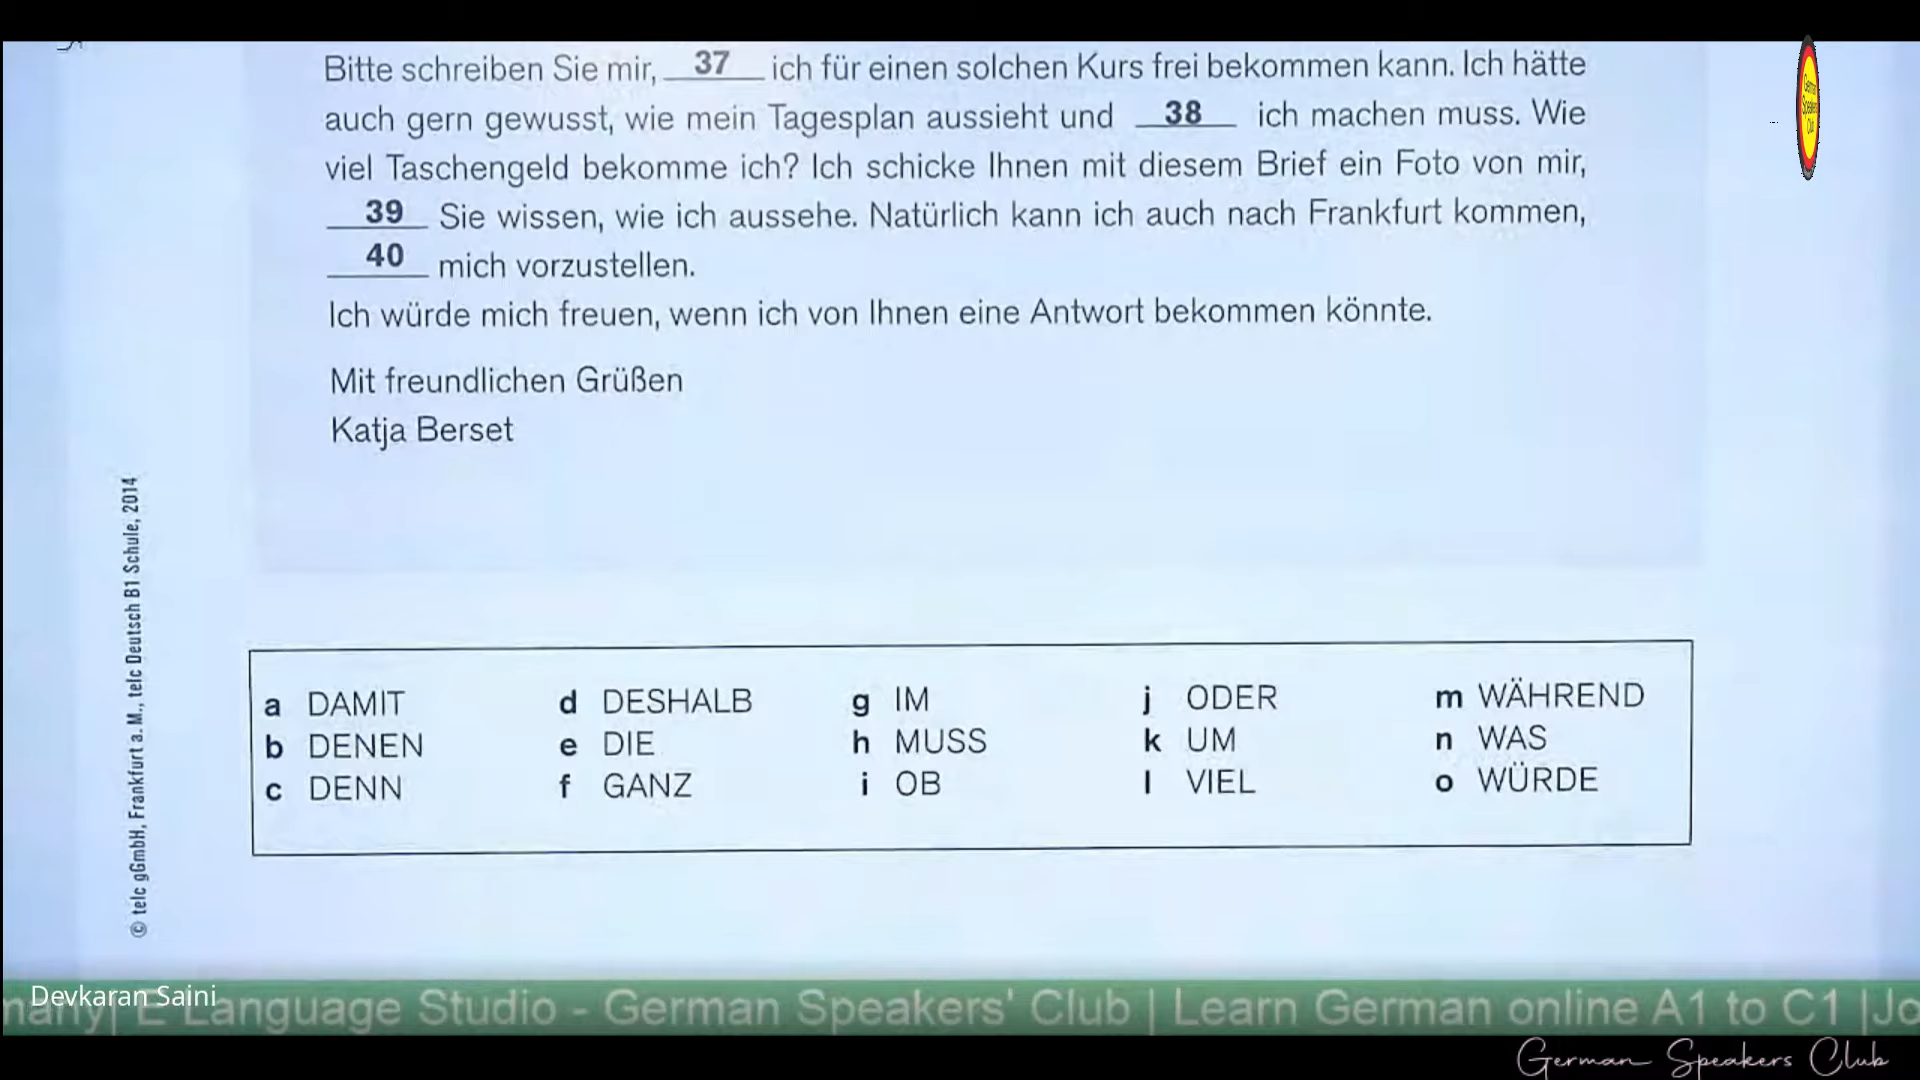 Bitte schreiben Sie mir, 37 ich für einen solchen Kurs frei bekommen kann. Ich hätte
auch gern gewusst, wie mein Tagesplan aussieht und 38 ich machen muss. Wie
viel Taschengeld bekomme ich? Ich schicke Ihnen mit diesem Brief ein Foto von mir,
39 Sie wissen, wie ich aussehe. Natürlich kann ich auch nach Frankfurt kommen,
40 mich vorzustellen.
Ich würde mich freuen, wenn ich von Ihnen eine Antwort bekommen könnte.
Mit freundlichen Grüßen
Katja Berset
© telc gGmbH, Frankfurt a. M., telc Deutsch B1 Schule, 2014
a DAMIT d DESHALB g IM j ODER m WÄHREND
b DENEN e DIE h MUSS k UM n WAS
c DENN f GANZ i OB l VIEL o WÜRDE
Devkaran Saini
many| E Language Studio - German Speakers' Club | Learn German online A1 to C1 |Jo
German Speakers Club
German
Speakers
Club